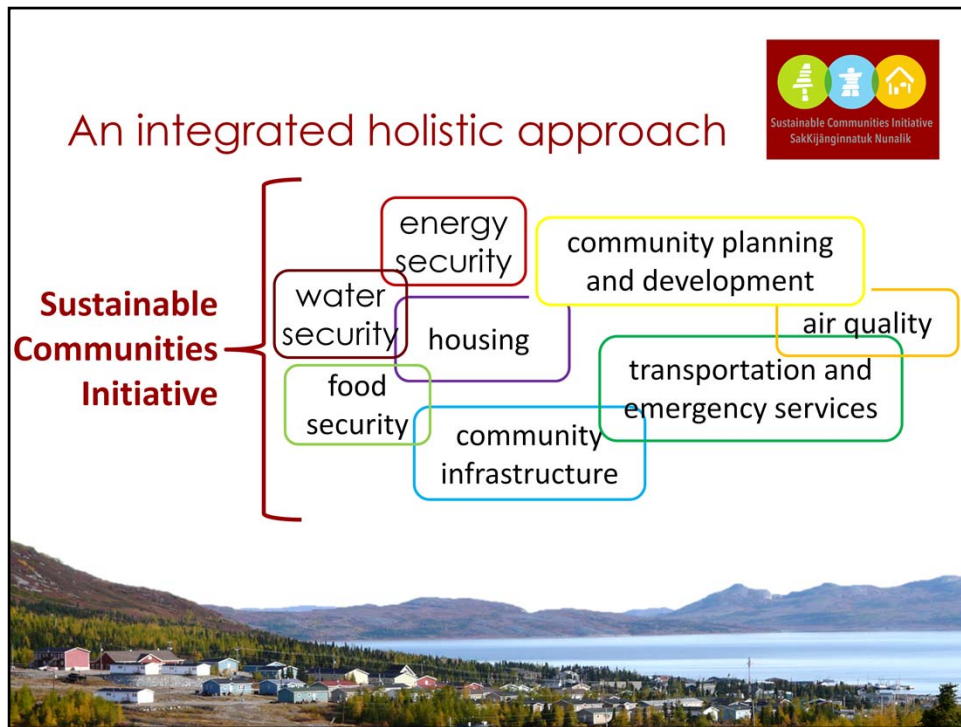 Sustainable Communities Initiative
SakKijânginnatuk Nunalik
An integrated holistic approach
Sustainable
Communities
Initiative
energy
security
community planning
and development
water
security
housing
air quality
food
security
transportation and
emergency services
community
infrastructure